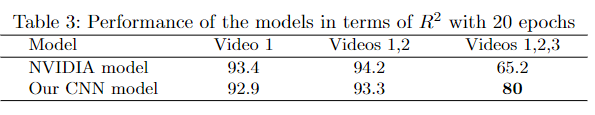 Table 3: Performance of the models in terms of R² with 20 epochs
Model Video 1 Videos 1,2 Videos 1,2,3
NVIDIA model 93.4 94.2 65.2
Our CNN model 92.9 93.3 80